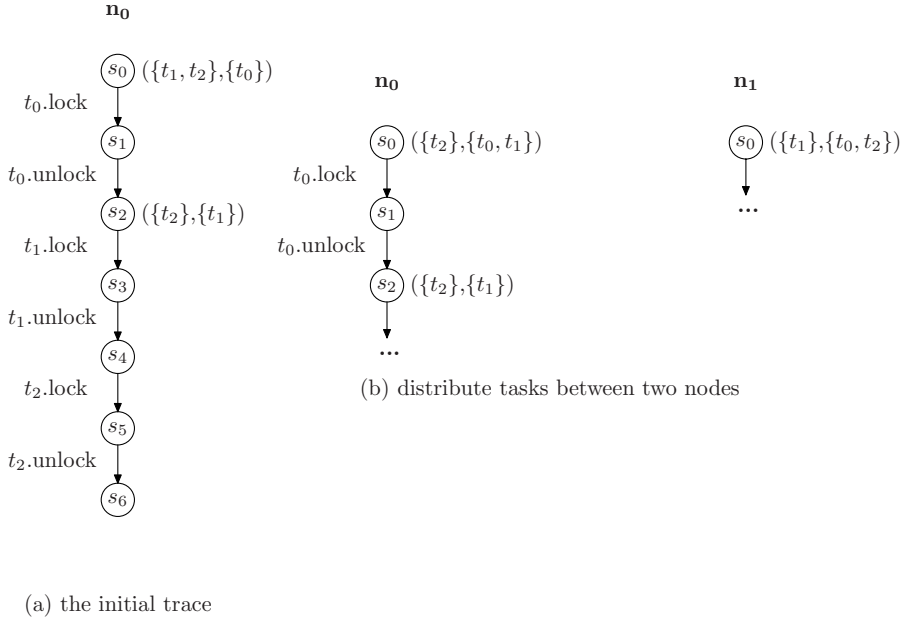 n₀
s₀ ({t₁, t₂},{t₀})
t₀.lock
s₁
t₀.unlock
s₂ ({t₂},{t₁})
t₁.lock
s₃
t₁.unlock
s₄
t₂.lock
s₅
t₂.unlock
s₆
(a) the initial trace
n₀
s₀ ({t₂},{t₀, t₁})
t₀.lock
s₁
t₀.unlock
s₂ ({t₂},{t₁})
...
n₁
s₀ ({t₁},{t₀, t₂})
...
(b) distribute tasks between two nodes